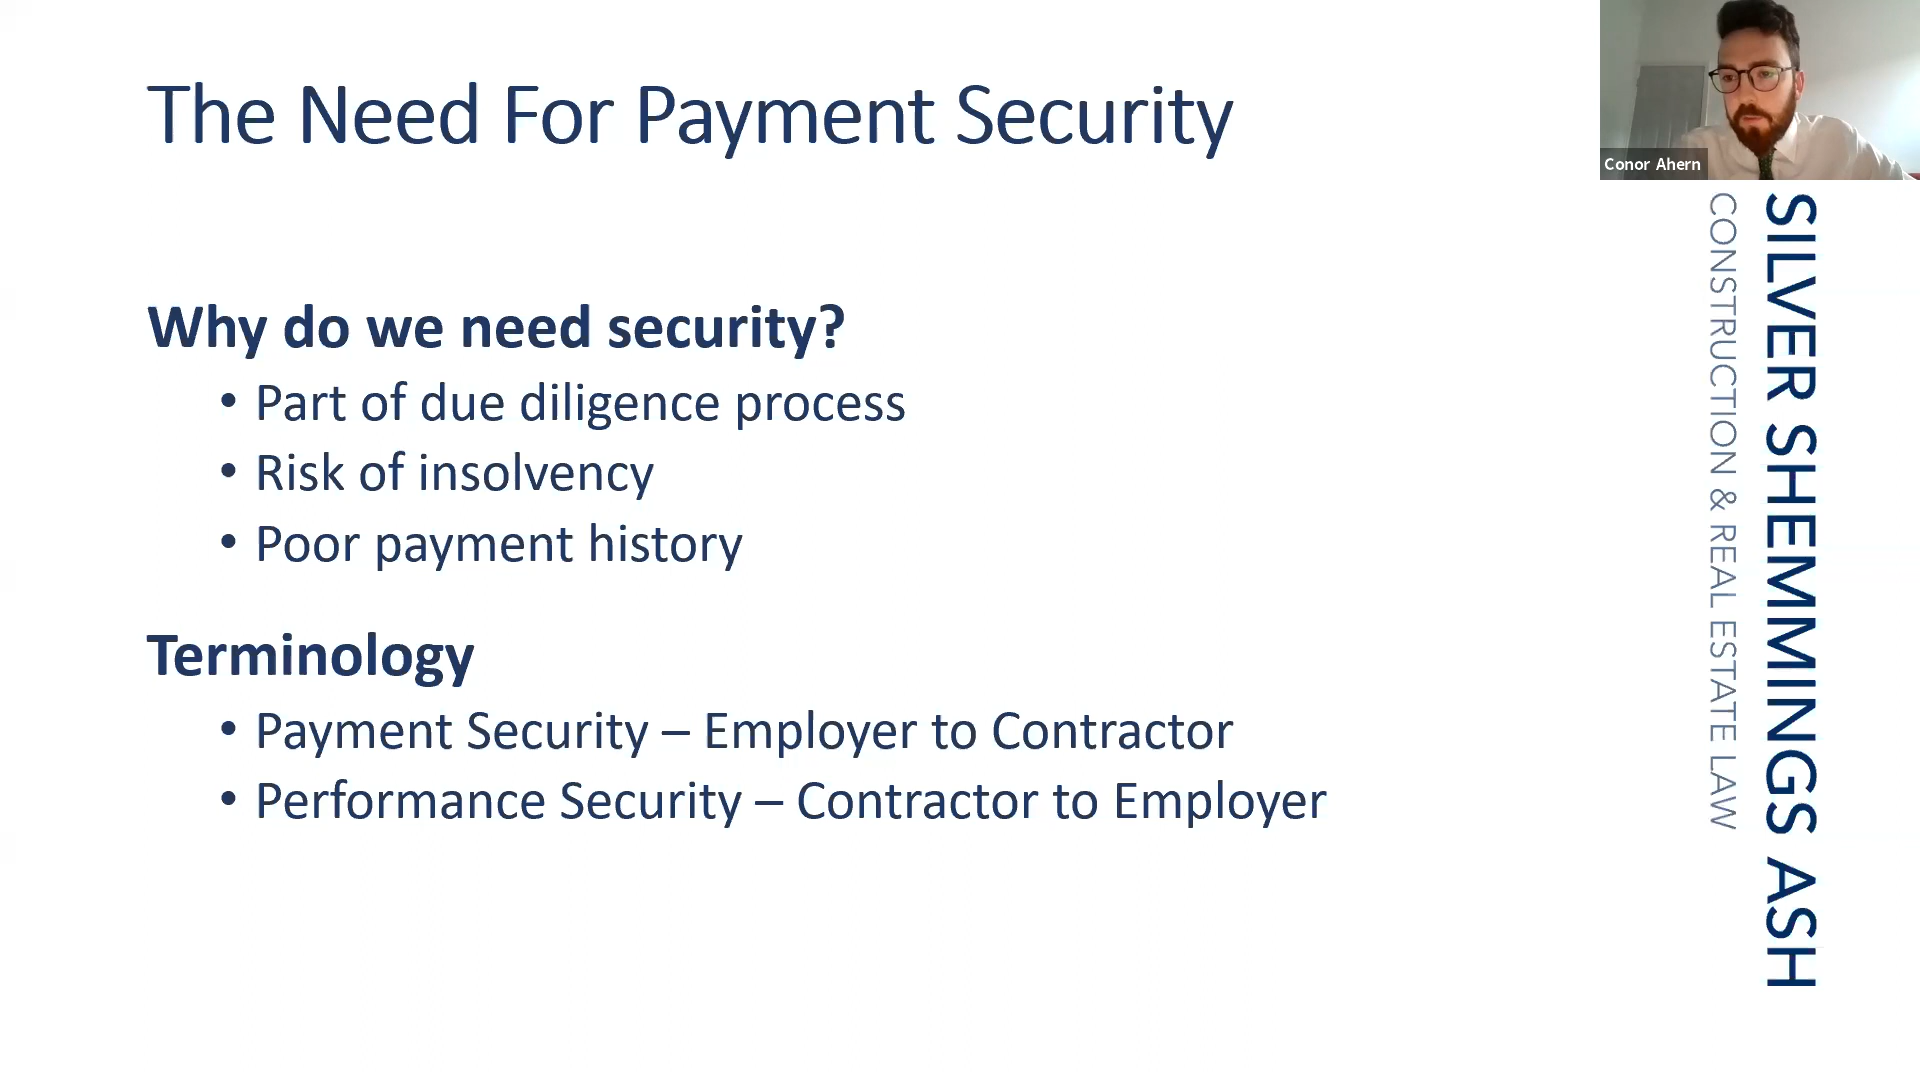 The Need For Payment Security
Conor Ahern
Why do we need security?
• Part of due diligence process
• Risk of insolvency
• Poor payment history
Terminology
• Payment Security – Employer to Contractor
• Performance Security – Contractor to Employer
SILVER SHEMMINGS ASH
CONSTRUCTION & REAL ESTATE LAW